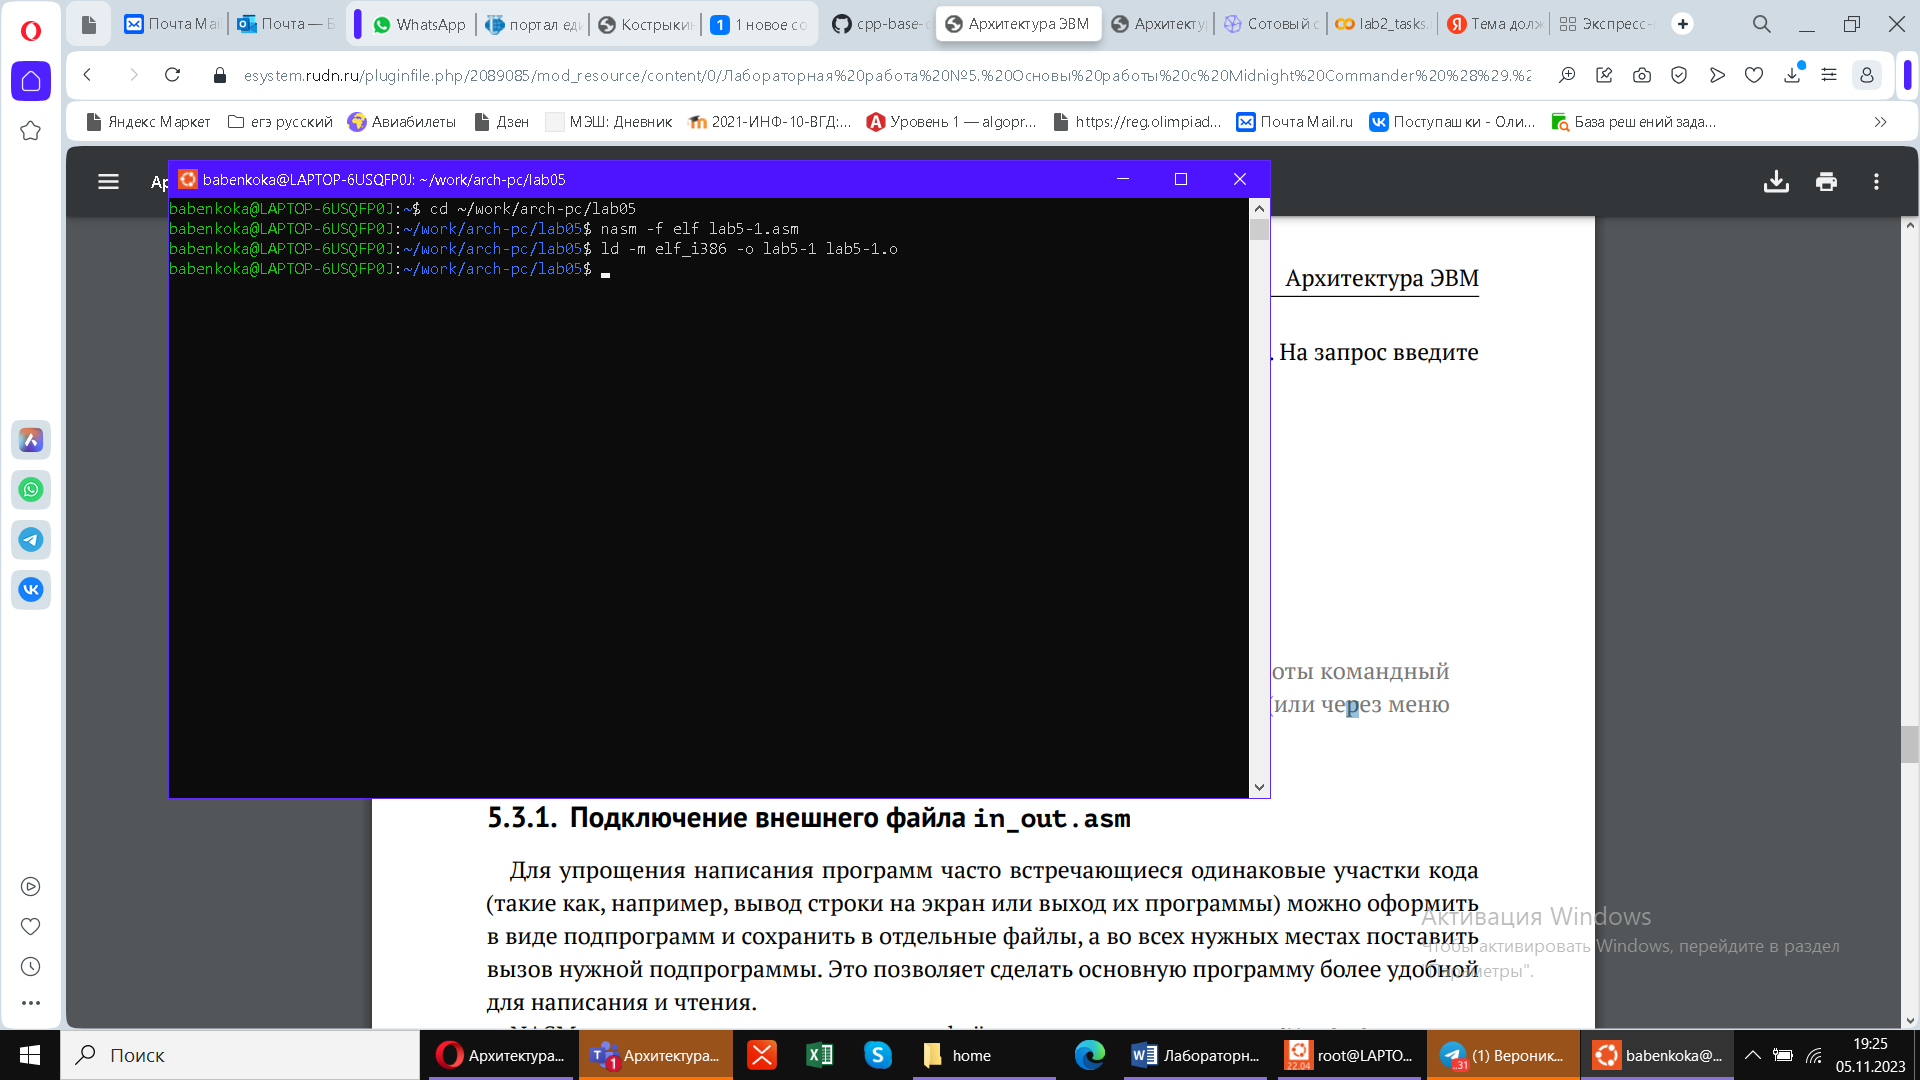 Почта Mai
Почта — Б
WhatsApp
портал еди
Кострыкин
1 новое со
cpp-base-c
Архитектура ЭВМ
Архитекту
Сотовый с
lab2_tasks.
Тема долж
Экспресс-
esystem.rudn.ru/pluginfile.php/2089085/mod_resource/content/0/Лабораторная%20работа%20№5.%20Основы%20работы%20с%20Midnight%20Commander%20%28%29.%2
Яндекс Маркет
егэ русский
Авиабилеты
Дзен
МЭШ: Дневник
2021-ИНФ-10-ВГД:...
Уровень 1 — algopr...
https://reg.olimpiad...
Почта Mail.ru
Поступашки - Оли...
База решений зада...
Ар
babenkoka@LAPTOP-6USQFP0J: ~/work/arch-pc/lab05
babenkoka@LAPTOP-6USQFP0J:~$ cd ~/work/arch-pc/lab05
babenkoka@LAPTOP-6USQFP0J:~/work/arch-pc/lab05$ nasm -f elf lab5-1.asm
babenkoka@LAPTOP-6USQFP0J:~/work/arch-pc/lab05$ ld -m elf_i386 -o lab5-1 lab5-1.o
babenkoka@LAPTOP-6USQFP0J:~/work/arch-pc/lab05$
Архитектура ЭВМ
. На запрос введите
оты командный
(или через меню
5.3.1. Подключение внешнего файла in_out.asm
Для упрощения написания программ часто встречающиеся одинаковые участки кода
(такие как, например, вывод строки на экран или выход их программы) можно оформить
в виде подпрограмм и сохранить в отдельные файлы, а во всех нужных местах поставить
вызов нужной подпрограммы. Это позволяет сделать основную программу более удобной
для написания и чтения.
Активация Windows
Чтобы активировать Windows, перейдите в раздел
"Параметры".
Поиск
Архитектура...
1
Архитектура...
home
Лабораторн...
22.04
root@LAPTO...
..31
(1) Вероник...
babenkoka@...
19:25
05.11.2023